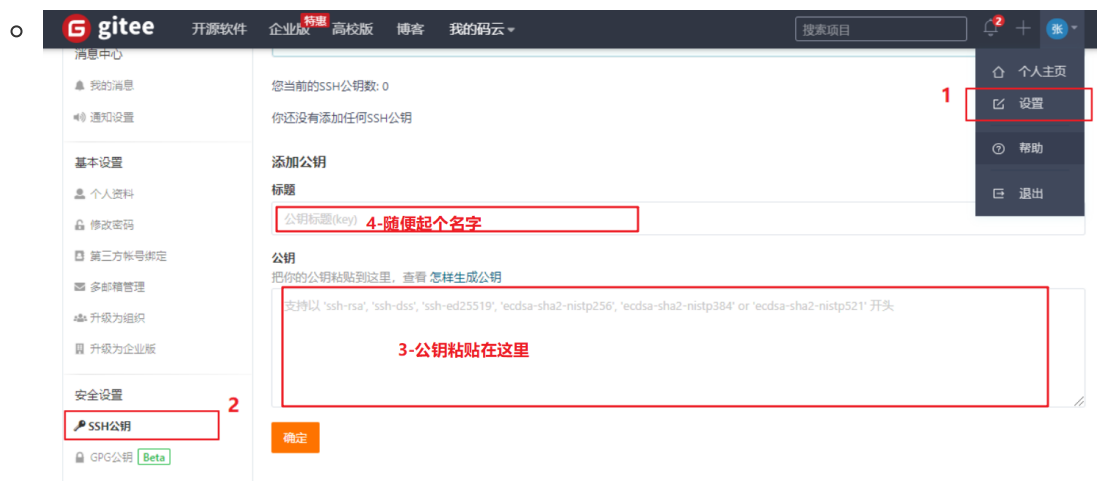 gitee 开源软件 企业版 特惠 高校版 博客 我的码云 搜索项目 2 张
消息中心
我的消息
通知设置
基本设置
个人资料
修改密码
第三方帐号绑定
多邮箱管理
升级为组织
升级为企业版
安全设置
2
SSH公钥
GPG公钥 Beta
您当前的SSH公钥数: 0
你还没有添加任何SSH公钥
添加公钥
标题
公钥标题(key) 4-随便起个名字
公钥
把你的公钥粘贴到这里，查看 怎样生成公钥
支持以 'ssh-rsa', 'ssh-dss', 'ssh-ed25519', 'ecdsa-sha2-nistp256', 'ecdsa-sha2-nistp384' or 'ecdsa-sha2-nistp521' 开头
3-公钥粘贴在这里
确定
个人主页
1
设置
帮助
退出